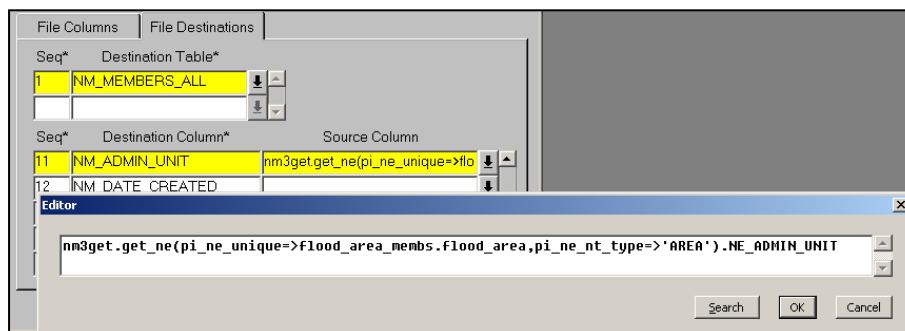 File Columns File Destinations
Seq* Destination Table*
1 NM_MEMBERS_ALL
Seq* Destination Column* Source Column
11 NM_ADMIN_UNIT nm3get.get_ne(pi_ne_unique=>flo
12 NM_DATE_CREATED
Editor
nm3get.get_ne(pi_ne_unique=>flood_area_membs.flood_area,pi_ne_nt_type=>'AREA').NE_ADMIN_UNIT
Search OK Cancel